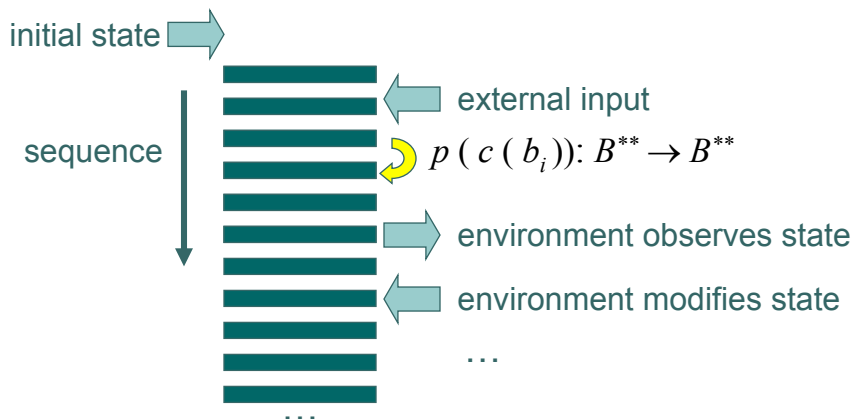 initial state
external input
sequence
p ( c ( b_i )): B** → B**
environment observes state
environment modifies state
…
...